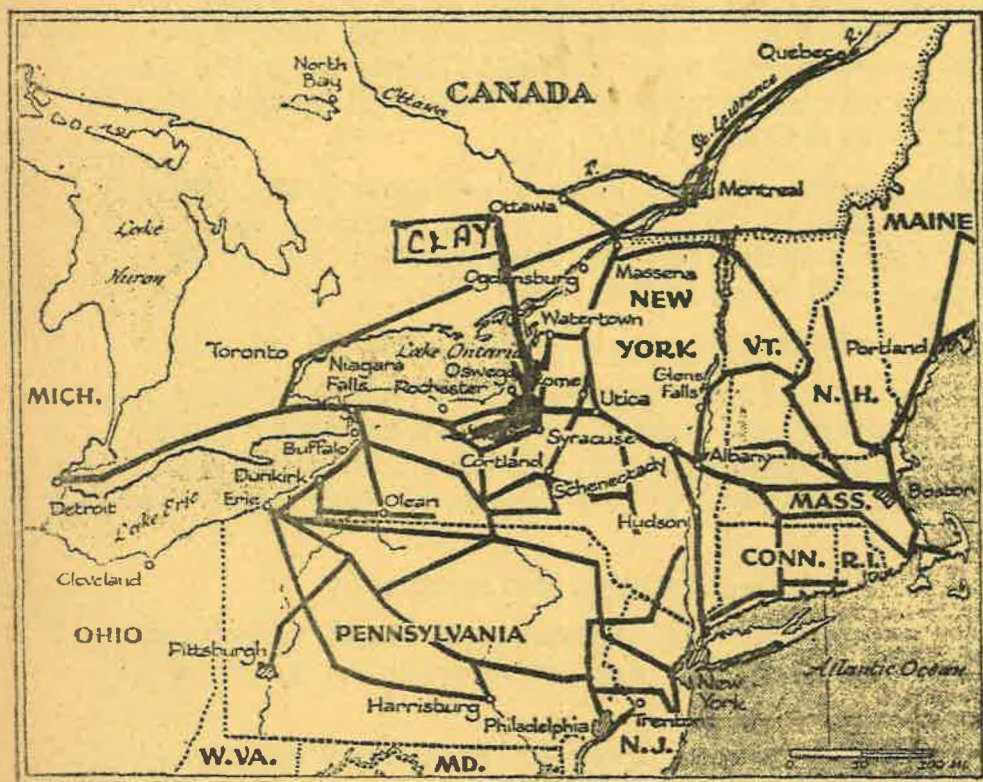 North
Bay
CANADA
Quebec
R.
St. Lawrence
Ottawa
R.
Montreal
Ottawa
CLAY
MAINE
Lake
Huron
Ogdensburg
Massena
NEW
YORK
Watertown
Toronto
Lake Ontario
Niagara
Falls
Oswego
Rochester
Rome
Utica
Glens
Falls
VT.
N.H.
Portland
MICH.
Buffalo
Syracuse
Cortland
Schenectady
Albany
Dunkirk
Erie
Olean
Detroit
Lake Erie
Hudson
MASS.
Boston
CONN.
R.I.
Cleveland
OHIO
PENNSYLVANIA
Pittsburgh
Harrisburg
Philadelphia
Trenton
New
York
N.J.
Atlantic Ocean
W.VA.
MD.
0
200 MI.